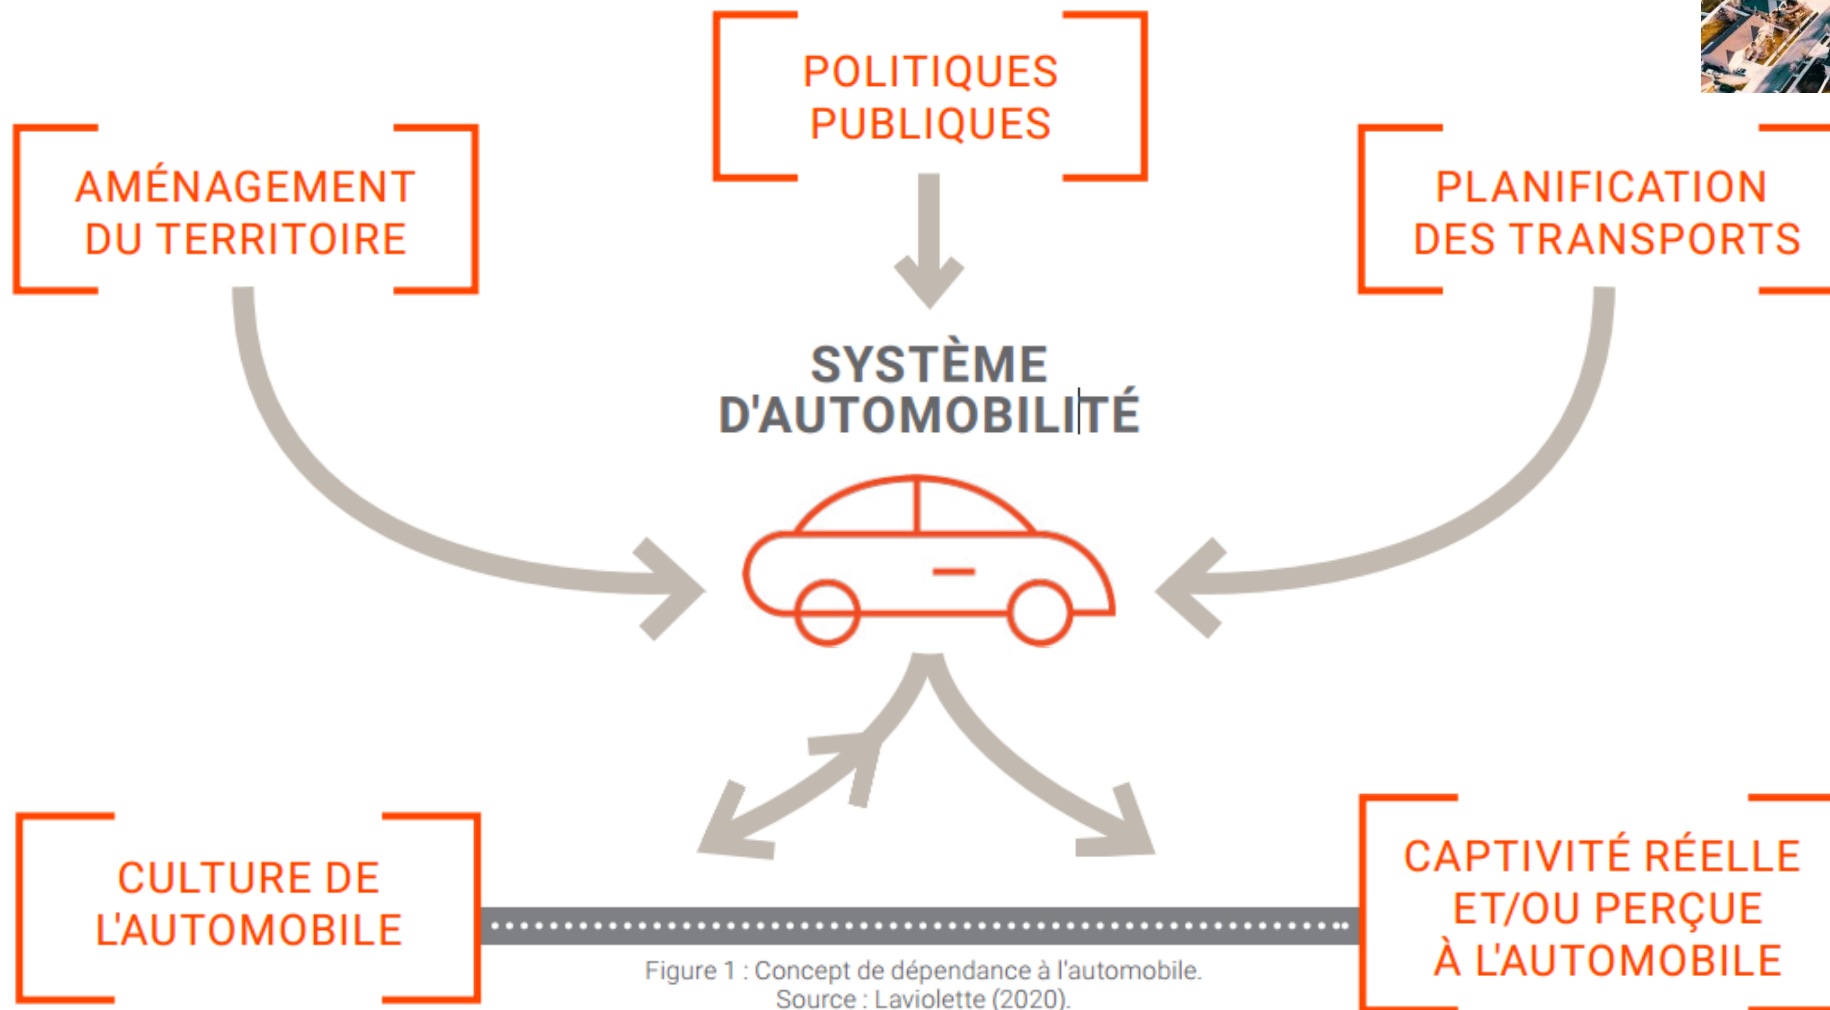 POLITIQUES
PUBLIQUES
AMÉNAGEMENT
DU TERRITOIRE
PLANIFICATION
DES TRANSPORTS
SYSTÈME
D'AUTOMOBILITÉ
CULTURE DE
L'AUTOMOBILE
CAPTIVITÉ RÉELLE
ET/OU PERÇUE
À L'AUTOMOBILE
Figure 1 : Concept de dépendance à l'automobile.
Source : Laviolette (2020).